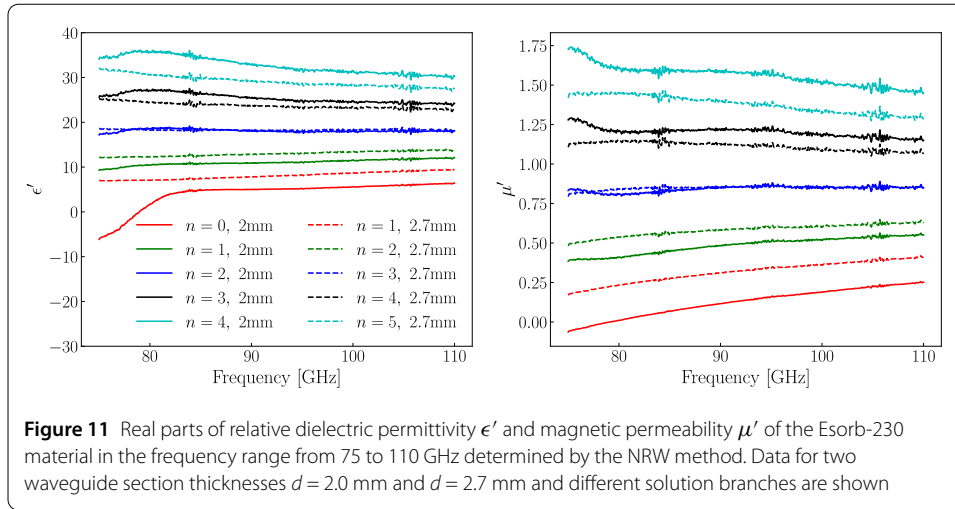 40
30
20
10
0
−10
−20
−30
ϵ′
n = 0, 2mm
n = 1, 2mm
n = 2, 2mm
n = 3, 2mm
n = 4, 2mm
n = 1, 2.7mm
n = 2, 2.7mm
n = 3, 2.7mm
n = 4, 2.7mm
n = 5, 2.7mm
80 90 100 110
Frequency [GHz]
1.75
1.50
1.25
1.00
0.75
0.50
0.25
0.00
μ′
80 90 100 110
Frequency [GHz]
Figure 11 Real parts of relative dielectric permittivity ϵ′ and magnetic permeability μ′ of the Esorb-230
material in the frequency range from 75 to 110 GHz determined by the NRW method. Data for two
waveguide section thicknesses d = 2.0 mm and d = 2.7 mm and different solution branches are shown